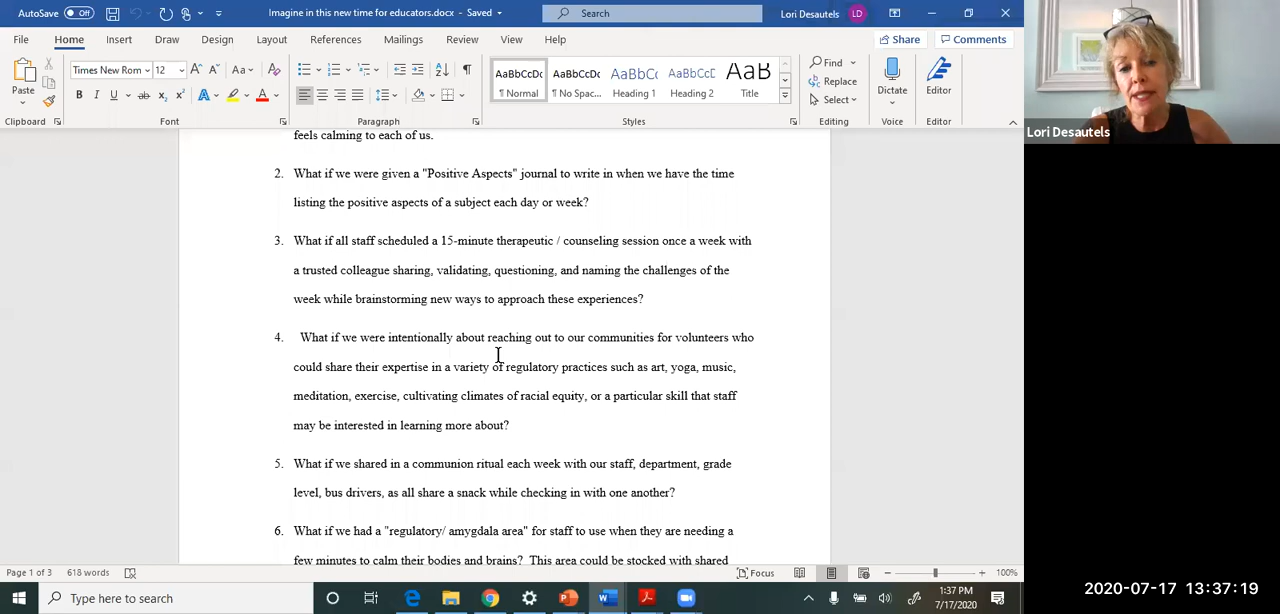 AutoSave Off Imagine in this new time for educators.docx - Saved Search Lori Desautels LD
File Home Insert Draw Design Layout References Mailings Review View Help Share Comments
Paste Times New Rom 12 A A Aa A AaBbCcDc AaBbCcDc AaBbCc AaBbCcD AaB Find Replace Select Dictate Editor
B I U ab x₂ x² A A ¶ Normal ¶ No Spac... Heading 1 Heading 2 Title
Clipboard Font Paragraph Styles Editing Voice Editor
Lori Desautels
feels calming to each of us.
2. What if we were given a "Positive Aspects" journal to write in when we have the time
listing the positive aspects of a subject each day or week?
3. What if all staff scheduled a 15-minute therapeutic / counseling session once a week with
a trusted colleague sharing, validating, questioning, and naming the challenges of the
week while brainstorming new ways to approach these experiences?
4. What if we were intentionally about reaching out to our communities for volunteers who
could share their expertise in a variety of regulatory practices such as art, yoga, music,
meditation, exercise, cultivating climates of racial equity, or a particular skill that staff
may be interested in learning more about?
5. What if we shared in a communion ritual each week with our staff, department, grade
level, bus drivers, as all share a snack while checking in with one another?
6. What if we had a "regulatory/ amygdala area" for staff to use when they are needing a
few minutes to calm their bodies and brains? This area could be stocked with shared
Page 1 of 3 618 words Focus 100%
Type here to search 1:37 PM
7/17/2020
2020-07-17 13:37:19